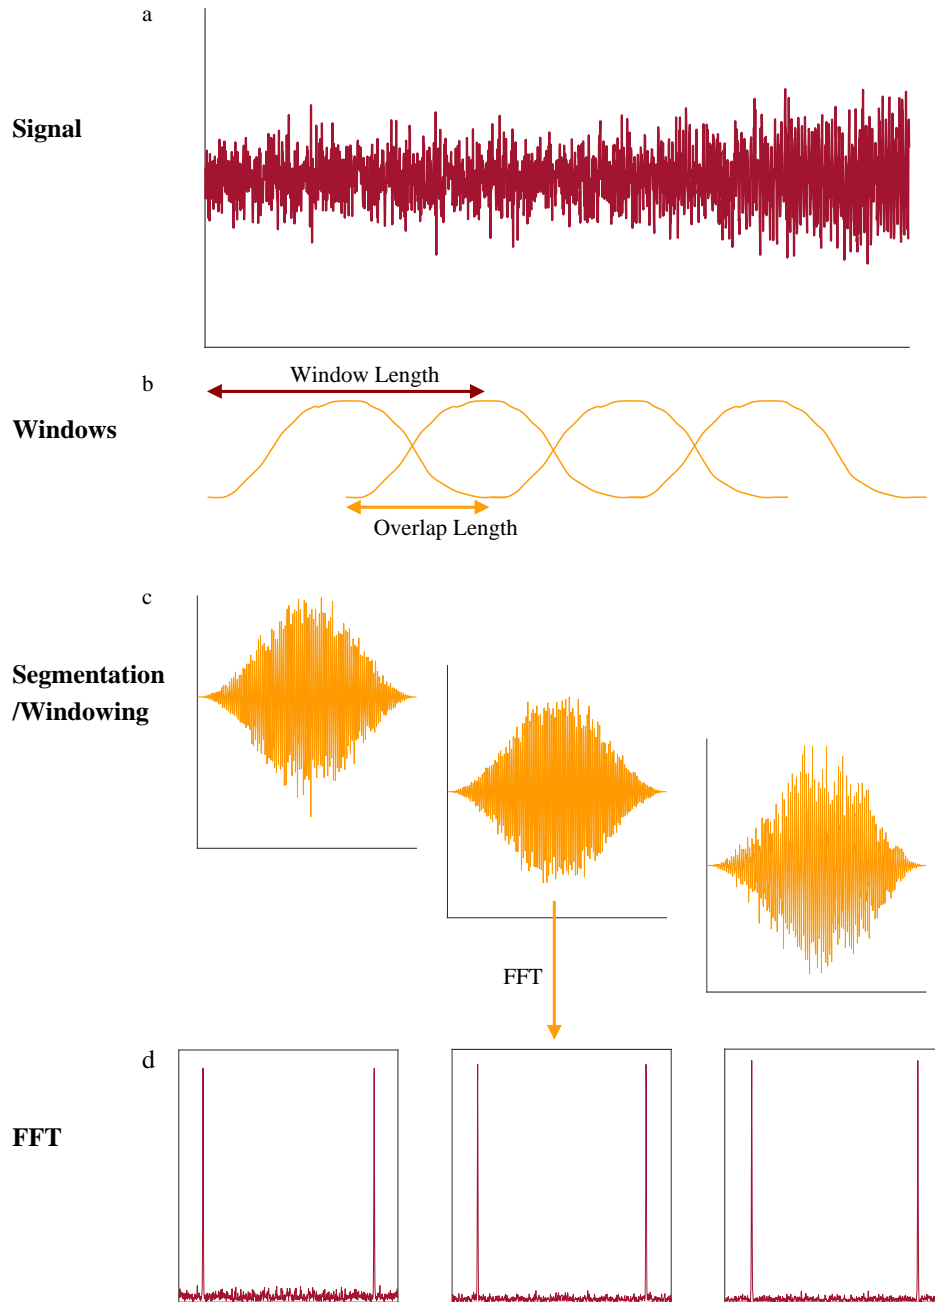 a
Signal
b
Window Length
Windows
Overlap Length
c
Segmentation
/Windowing
FFT
d
FFT